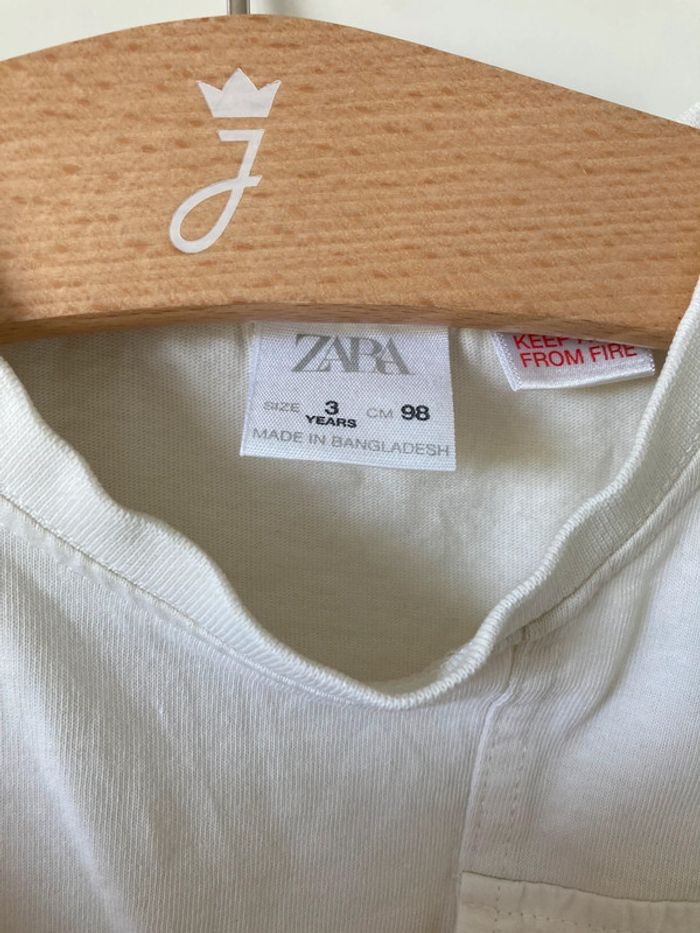 J
ZARA
SIZE 3 YEARS CM 98
MADE IN BANGLADESH
KEEP
FROM FIRE